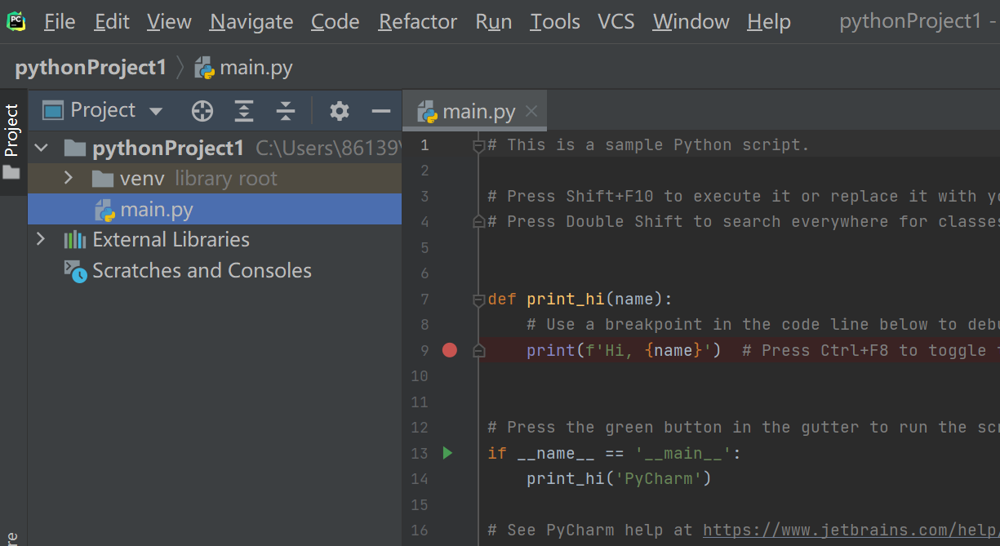 PC File Edit View Navigate Code Refactor Run Tools VCS Window Help pythonProject1 -
pythonProject1 main.py
Project
Project
main.py
pythonProject1 C:\Users\86139\
venv library root
main.py
External Libraries
Scratches and Consoles
1 # This is a sample Python script.
2
3 # Press Shift+F10 to execute it or replace it with
4 # Press Double Shift to search everywhere for classes
5
6
7 def print_hi(name):
8 # Use a breakpoint in the code line below to debu
9 print(f'Hi, {name}') # Press Ctrl+F8 to toggle
10
11
12 # Press the green button in the gutter to run the scr
13 if __name__ == '__main__':
14 print_hi('PyCharm')
15
16 # See PyCharm help at https://www.jetbrains.com/help/
re